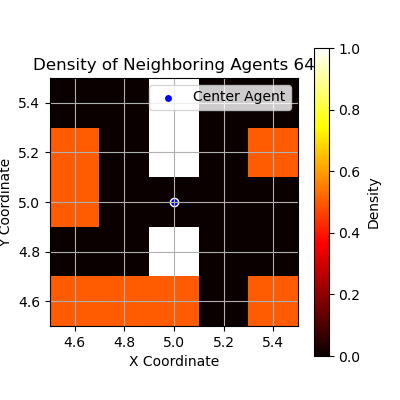 Density of Neighboring Agents 64
Center Agent
5.4
5.2
5.0
4.8
4.6
4.6 4.8 5.0 5.2 5.4
X Coordinate
Y Coordinate
1.0
0.8
0.6
0.4
0.2
0.0
Density